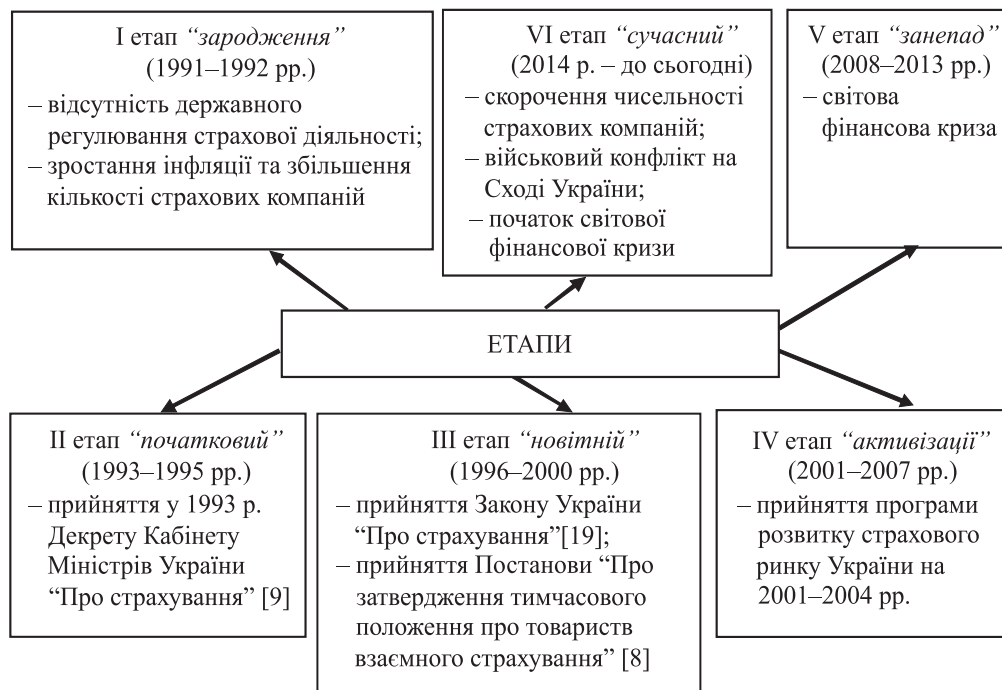 I етап “зародження”
(1991–1992 рр.)
– відсутність державного
регулювання страхової діяльності;
– зростання інфляції та збільшення
кількості страхових компаній
VI етап “сучасний”
(2014 р. – до сьогодні)
– скорочення чисельності
страхових компаній;
– військовий конфлікт на
Сході України;
– початок світової
фінансової кризи
V етап “занепад”
(2008–2013 рр.)
– світова
фінансова криза
ЕТАПИ
II етап “початковий”
(1993–1995 рр.)
– прийняття у 1993 р.
Декрету Кабінету
Міністрів України
“Про страхування” [9]
III етап “новітній”
(1996–2000 рр.)
– прийняття Закону України
“Про страхування”[19];
– прийняття Постанови “Про
затвердження тимчасового
положення про товариств
взаємного страхування” [8]
IV етап “активізації”
(2001–2007 рр.)
– прийняття програми
розвитку страхового
ринку України на
2001–2004 рр.